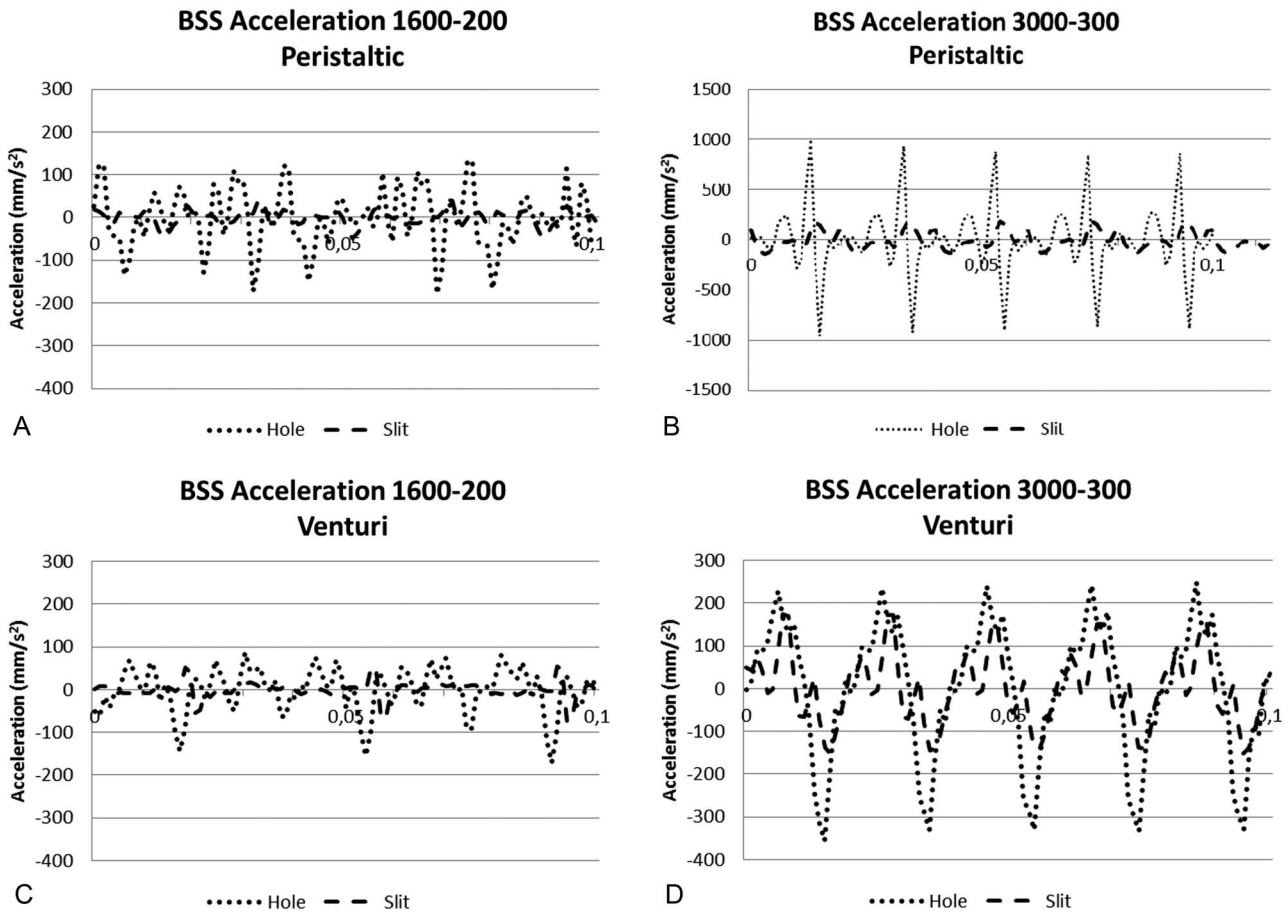 BSS Acceleration 1600-200
Peristaltic
Acceleration (mm/s²)
300
200
100
0
-100
-200
-300
-400
0
0,05
0,1
Hole
Slit
A
BSS Acceleration 3000-300
Peristaltic
Acceleration (mm/s²)
1500
1000
500
0
-500
-1000
-1500
0
0,05
0,1
Hole
Slit
B
BSS Acceleration 1600-200
Venturi
Acceleration (mm/s²)
300
200
100
0
-100
-200
-300
-400
0
0,05
0,1
Hole
Slit
C
BSS Acceleration 3000-300
Venturi
Acceleration (mm/s²)
300
200
100
0
-100
-200
-300
-400
0
0,05
0,1
Hole
Slit
D